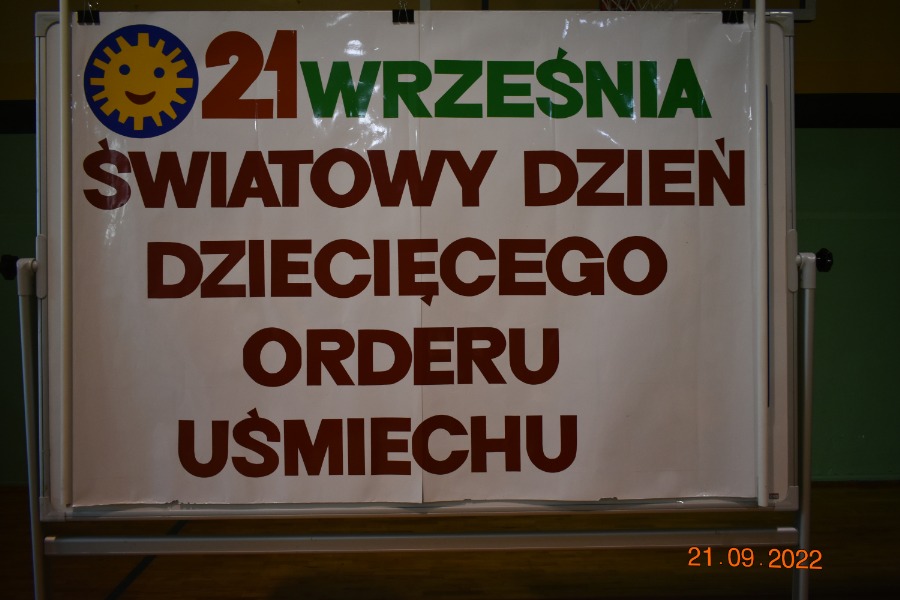 21 WRZEŚNIA
ŚWIATOWY DZIEŃ
DZIECIĘCEGO
ORDERU
UŚMIECHU
21.09.2022